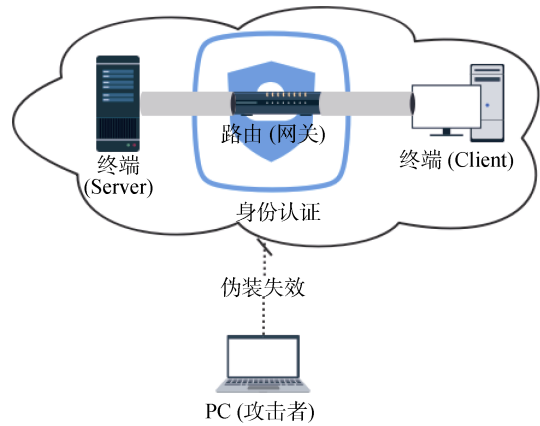 路由 (网关)
终端
(Server)
终端 (Client)
身份认证
伪装失效
PC (攻击者)